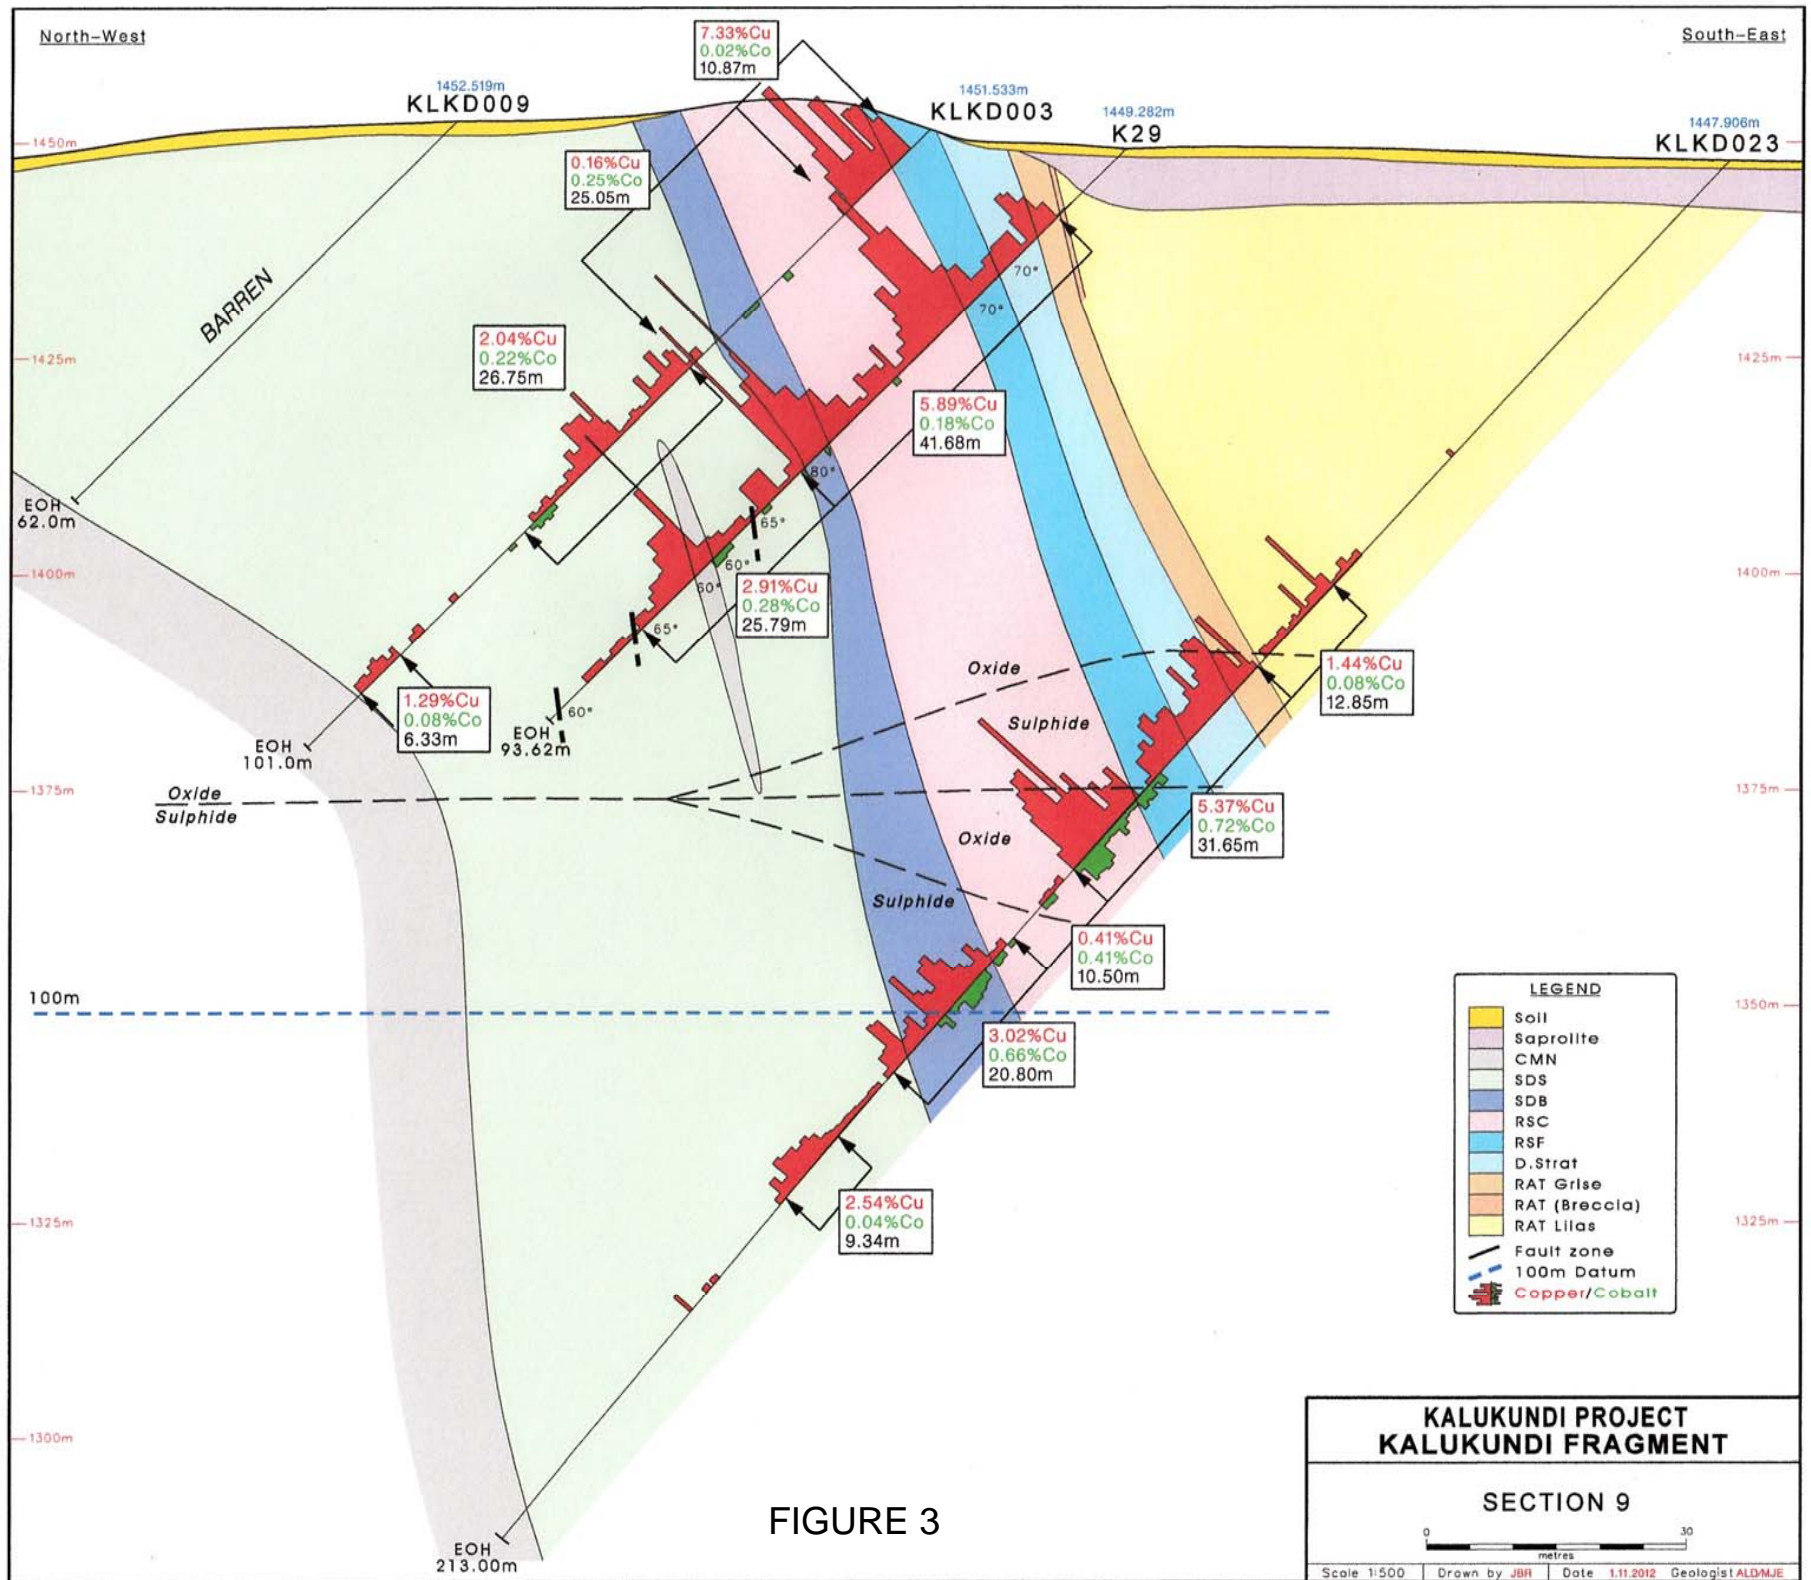 North-West
South-East
7.33%Cu
0.02%Co
10.87m
1452.519m
KLKD009
1451.533m
KLKD003
1449.282m
K29
1447.906m
KLKD023
1450m
0.16%Cu
0.25%Co
25.05m
BARREN
70°
70°
2.04%Cu
0.22%Co
26.75m
1425m
1425m
5.89%Cu
0.18%Co
41.68m
80°
EOH
62.0m
65°
60°
60°
1400m
1400m
2.91%Cu
0.28%Co
25.79m
65°
Oxide
Sulphide
1.44%Cu
0.08%Co
12.85m
1.29%Cu
0.08%Co
6.33m
60°
EOH
93.62m
EOH
101.0m
1375m
1375m
Oxide
Sulphide
5.37%Cu
0.72%Co
31.65m
Oxide
Sulphide
0.41%Cu
0.41%Co
10.50m
100m
1350m
3.02%Cu
0.66%Co
20.80m
LEGEND
Soil
Saprolite
CMN
SDS
SDB
RSC
RSF
D.Strat
RAT Grise
RAT (Breccia)
RAT Lilas
Fault zone
100m Datum
Copper/Cobalt
2.54%Cu
0.04%Co
9.34m
1325m
1325m
1300m
EOH
213.00m
FIGURE 3
KALUKUNDI PROJECT
KALUKUNDI FRAGMENT
SECTION 9
0 30
metres
Scale 1:500 Drawn by JBR Date 1.11.2012 Geologist ALD/MJE